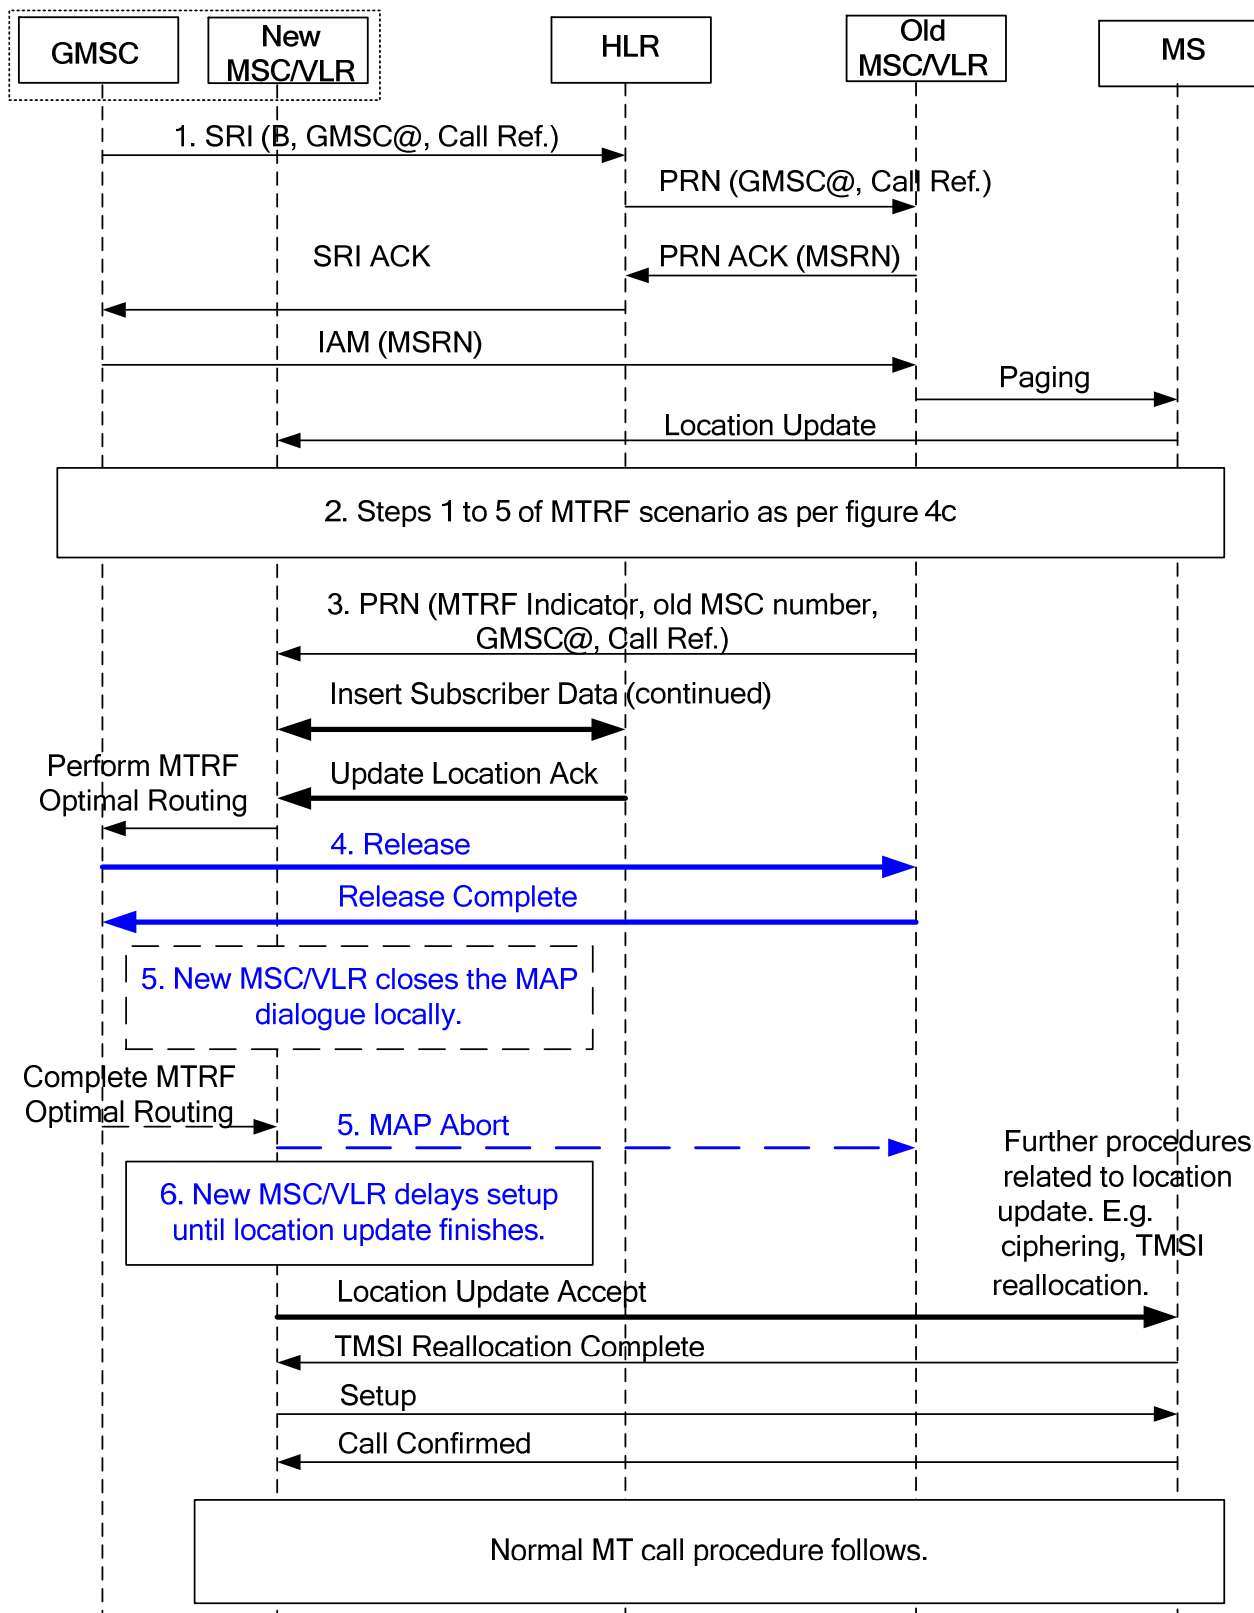 GMSC
New
MSC/VLR
HLR
Old
MSC/VLR
MS
1. SRI (B, GMSC@, Call Ref.)
PRN (GMSC@, Call Ref.)
SRI ACK
PRN ACK (MSRN)
IAM (MSRN)
Paging
Location Update
2. Steps 1 to 5 of MTRF scenario as per figure 4c
3. PRN (MTRF Indicator, old MSC number,
GMSC@, Call Ref.)
Insert Subscriber Data (continued)
Perform MTRF
Optimal Routing
Update Location Ack
4. Release
Release Complete
5. New MSC/VLR closes the MAP
dialogue locally.
Complete MTRF
Optimal Routing
5. MAP Abort
Further procedures
related to location
update. E.g.
ciphering, TMSI
reallocation.
6. New MSC/VLR delays setup
until location update finishes.
Location Update Accept
TMSI Reallocation Complete
Setup
Call Confirmed
Normal MT call procedure follows.